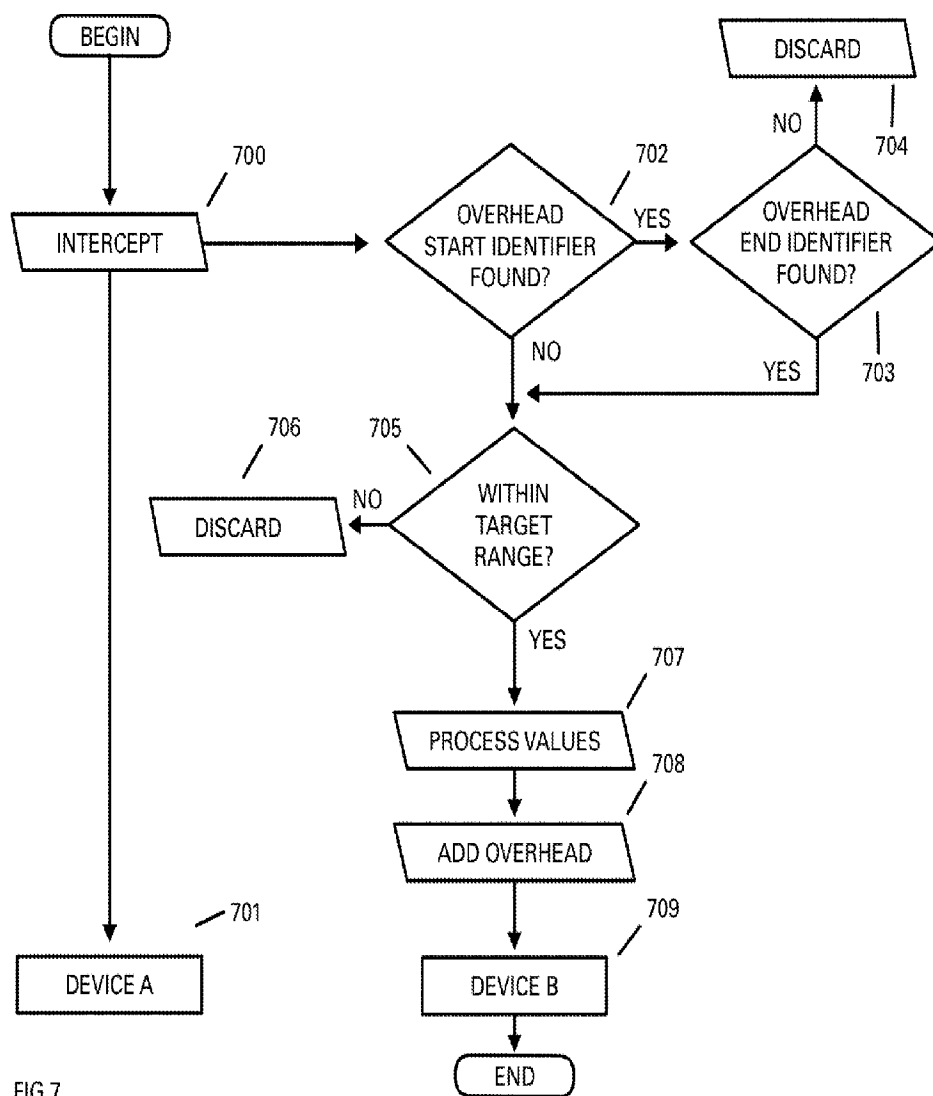 BEGIN
DISCARD
704
NO
700
INTERCEPT
702
OVERHEAD
START IDENTIFIER
FOUND?
YES
OVERHEAD
END IDENTIFIER
FOUND?
703
NO
YES
706
DISCARD
NO
705
WITHIN
TARGET
RANGE?
YES
707
PROCESS VALUES
708
ADD OVERHEAD
701
DEVICE A
709
DEVICE B
END
FIG 7